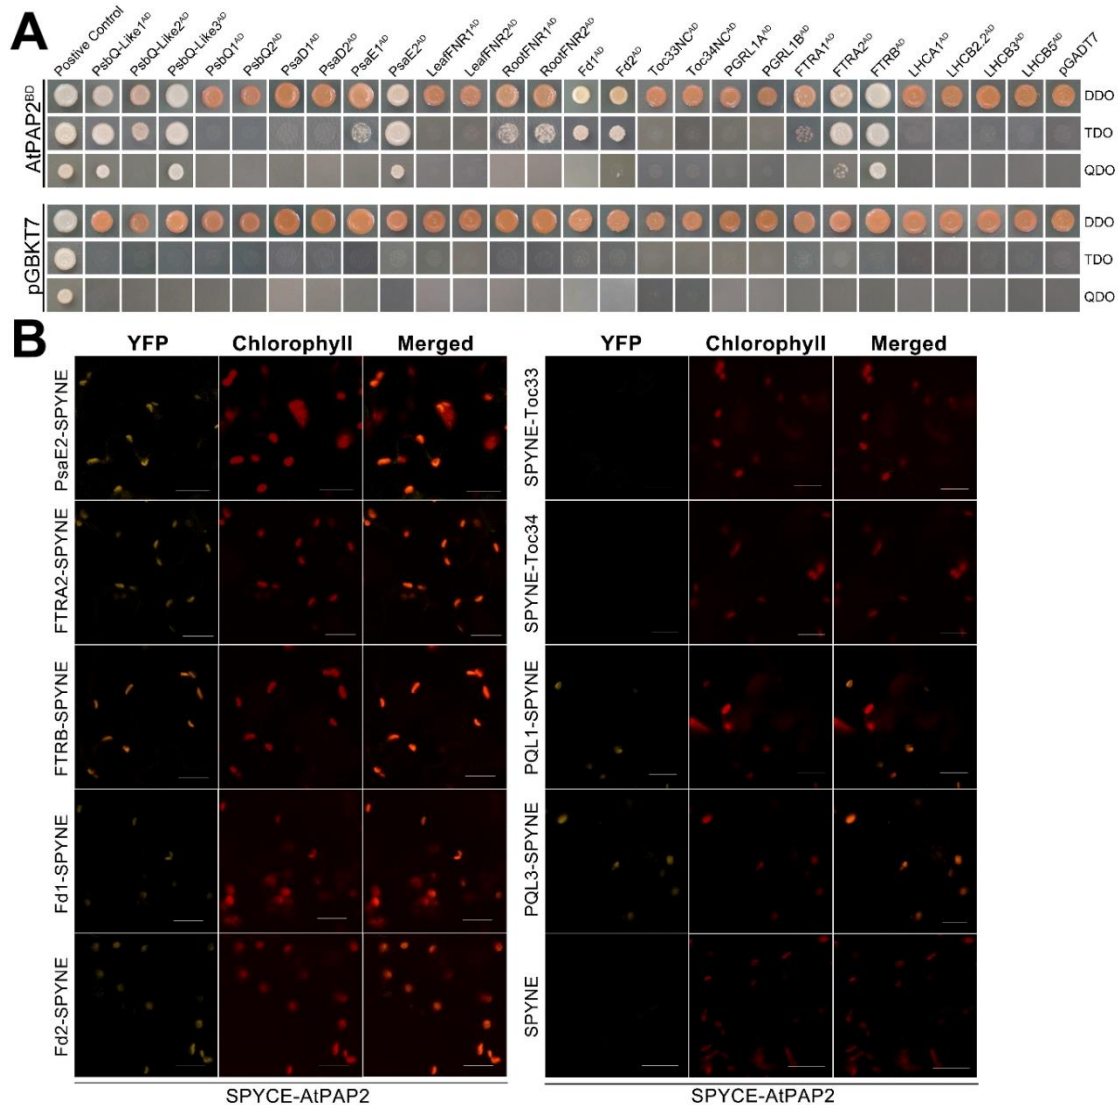 A
Positive Control
PsbQ-Like1ᴬᴰ
PsbQ-Like2ᴬᴰ
PsbQ-Like3ᴬᴰ
PsbQ1ᴬᴰ
PsbQ2ᴬᴰ
PsaD1ᴬᴰ
PsaD2ᴬᴰ
PsaE1ᴬᴰ
PsaE2ᴬᴰ
LeafFNR1ᴬᴰ
LeafFNR2ᴬᴰ
RootFNR1ᴬᴰ
RootFNR2ᴬᴰ
Fd1ᴬᴰ
Fd2ᴬᴰ
Toc33NCᴬᴰ
Toc34NCᴬᴰ
PGRL1Aᴬᴰ
PGRL1Bᴬᴰ
FTRA1ᴬᴰ
FTRA2ᴬᴰ
FTRBᴬᴰ
LHCA1ᴬᴰ
LHCB2.2ᴬᴰ
LHCB3ᴬᴰ
LHCB5ᴬᴰ
pGADT7
AtPAP2ᴮᴰ
DDO
TDO
QDO
pGBKT7
DDO
TDO
QDO
B
YFP Chlorophyll Merged
PsaE2-SPYNE
FTRA2-SPYNE
FTRB-SPYNE
Fd1-SPYNE
Fd2-SPYNE
SPYCE-AtPAP2
YFP Chlorophyll Merged
SPYNE-Toc33
SPYNE-Toc34
PQL1-SPYNE
PQL3-SPYNE
SPYNE
SPYCE-AtPAP2